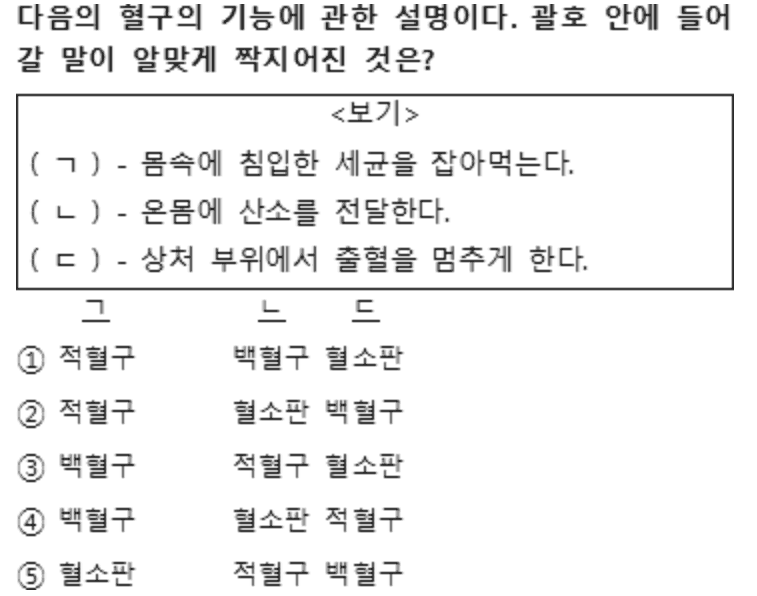 다음의 혈구의 기능에 관한 설명이다. 괄호 안에 들어
갈 말이 알맞게 짝지어진 것은?
<보기>
( ㄱ ) - 몸속에 침입한 세균을 잡아먹는다.
( ㄴ ) - 온몸에 산소를 전달한다.
( ㄷ ) - 상처 부위에서 출혈을 멈추게 한다.
ㄱ ㄴ ㄷ
① 적혈구 백혈구 혈소판
② 적혈구 혈소판 백혈구
③ 백혈구 적혈구 혈소판
④ 백혈구 혈소판 적혈구
⑤ 혈소판 적혈구 백혈구